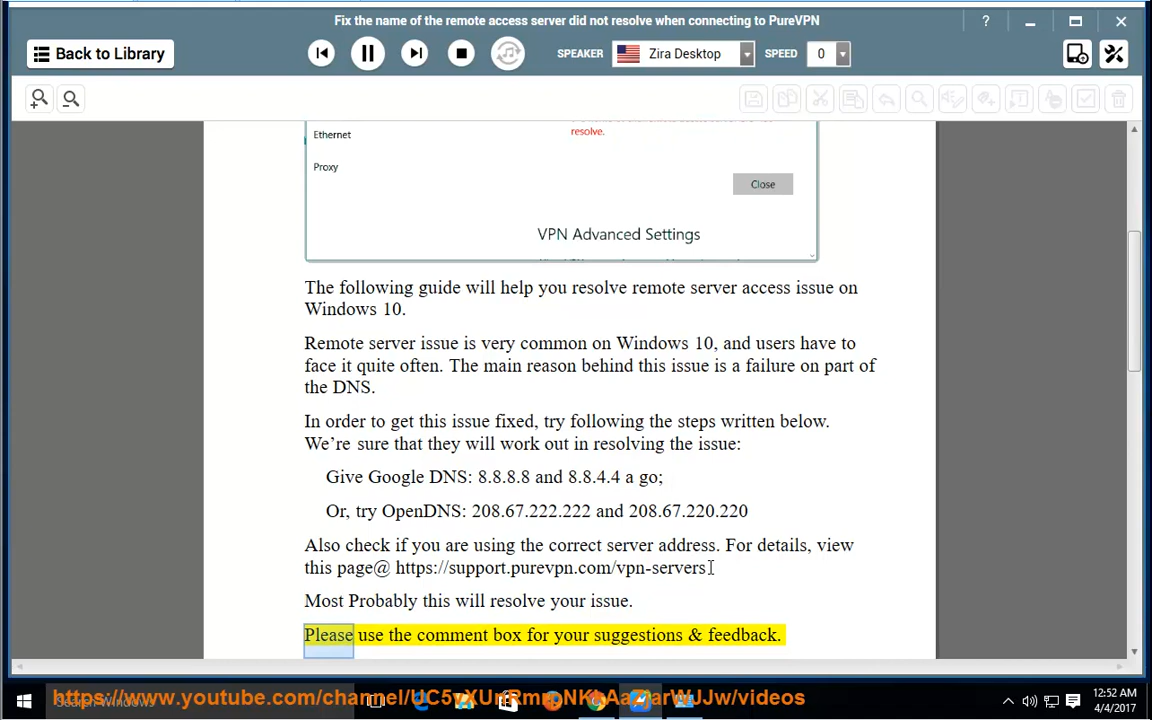 Fix the name of the remote access server did not resolve when connecting to PureVPN
?
Back to Library
SPEAKER
Zira Desktop
SPEED
0
resolve.
Ethernet
Proxy
Close
VPN Advanced Settings
The following guide will help you resolve remote server access issue on
Windows 10.
Remote server issue is very common on Windows 10, and users have to
face it quite often. The main reason behind this issue is a failure on part of
the DNS.
In order to get this issue fixed, try following the steps written below.
We're sure that they will work out in resolving the issue:
Give Google DNS: 8.8.8.8 and 8.8.4.4 a go;
Or, try OpenDNS: 208.67.222.222 and 208.67.220.220
Also check if you are using the correct server address. For details, view
this page@ https://support.purevpn.com/vpn-servers
Most Probably this will resolve your issue.
Please use the comment box for your suggestions & feedback.
12:52 AM
4/4/2017